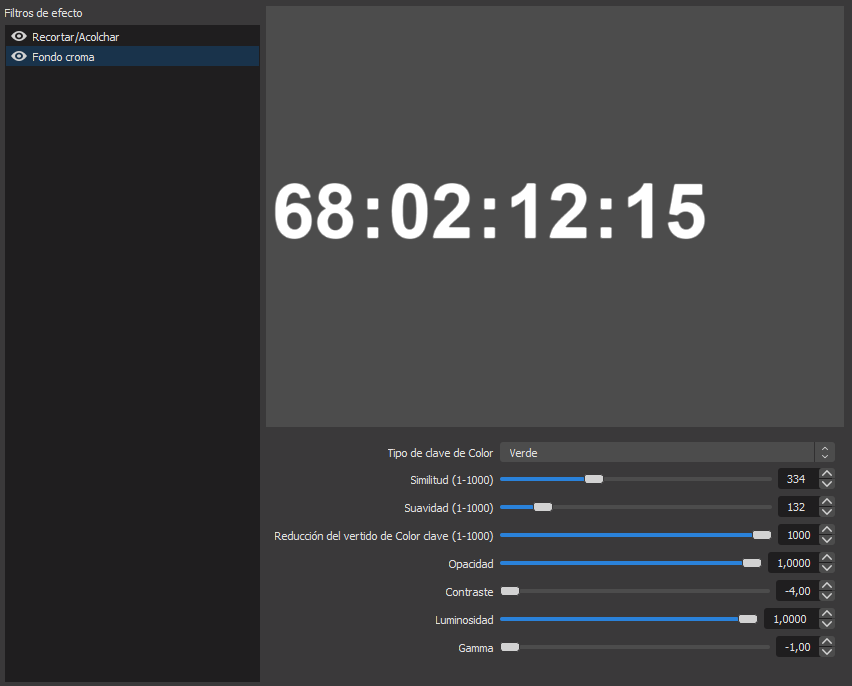 Filtros de efecto
Recortar/Acolchar
Fondo croma
68:02:12:15
Tipo de clave de Color Verde
Similitud (1-1000) 334
Suavidad (1-1000) 132
Reducción del vertido de Color clave (1-1000) 1000
Opacidad 1,0000
Contraste -4,00
Luminosidad 1,0000
Gamma -1,00